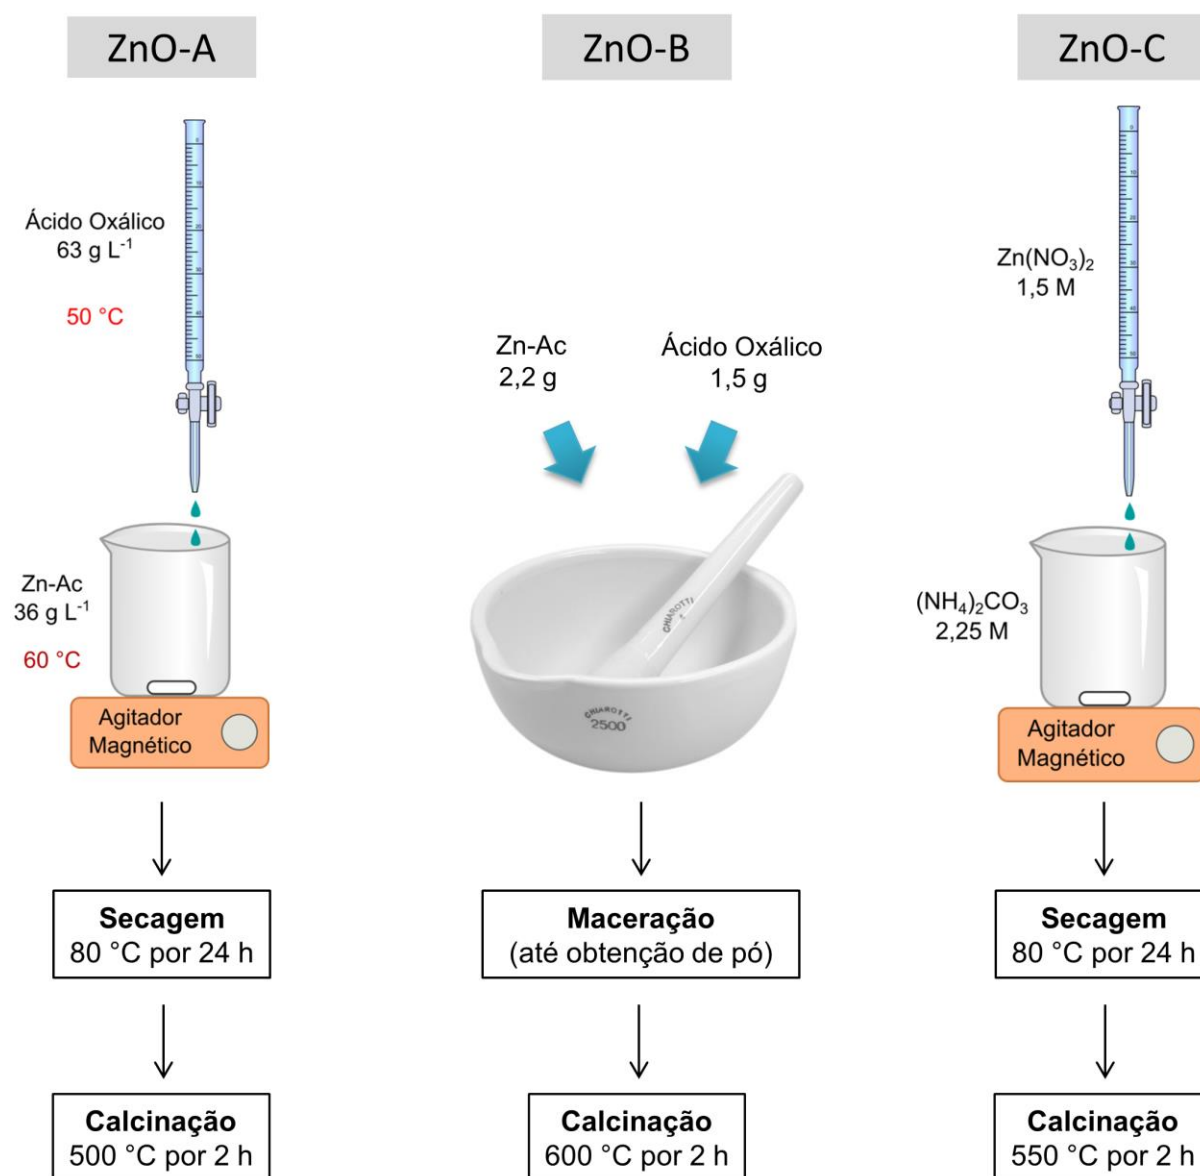 ZnO-A
Ácido Oxálico
63 g L⁻¹
50 °C
Zn-Ac
36 g L⁻¹
60 °C
Agitador
Magnético
Secagem
80 °C por 24 h
Calcinação
500 °C por 2 h
ZnO-B
Zn-Ac
2,2 g
Ácido Oxálico
1,5 g
CHIAROTTI
CHIAROTTI
2500
Maceração
(até obtenção de pó)
Calcinação
600 °C por 2 h
ZnO-C
Zn(NO₃)₂
1,5 M
(NH₄)₂CO₃
2,25 M
Agitador
Magnético
Secagem
80 °C por 24 h
Calcinação
550 °C por 2 h